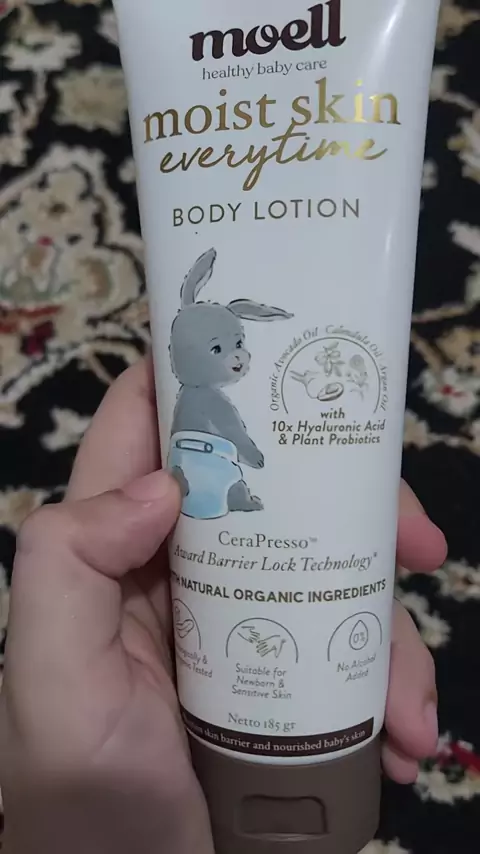 moell
healthy baby care
moist skin
everytime
BODY LOTION
Organic Avocado Oil Calendula Oil Argan Oil
with
10x Hyaluronic Acid
& Plant Probiotics
CeraPresso™
Award Barrier Lock Technology*
NATURAL ORGANIC INGREDIENTS
&
Tested
Suitable for
Newborn &
Sensitive Skin
0%
No Alcohol
Added
Netto 185 gr
skin barrier and nourished baby's skin